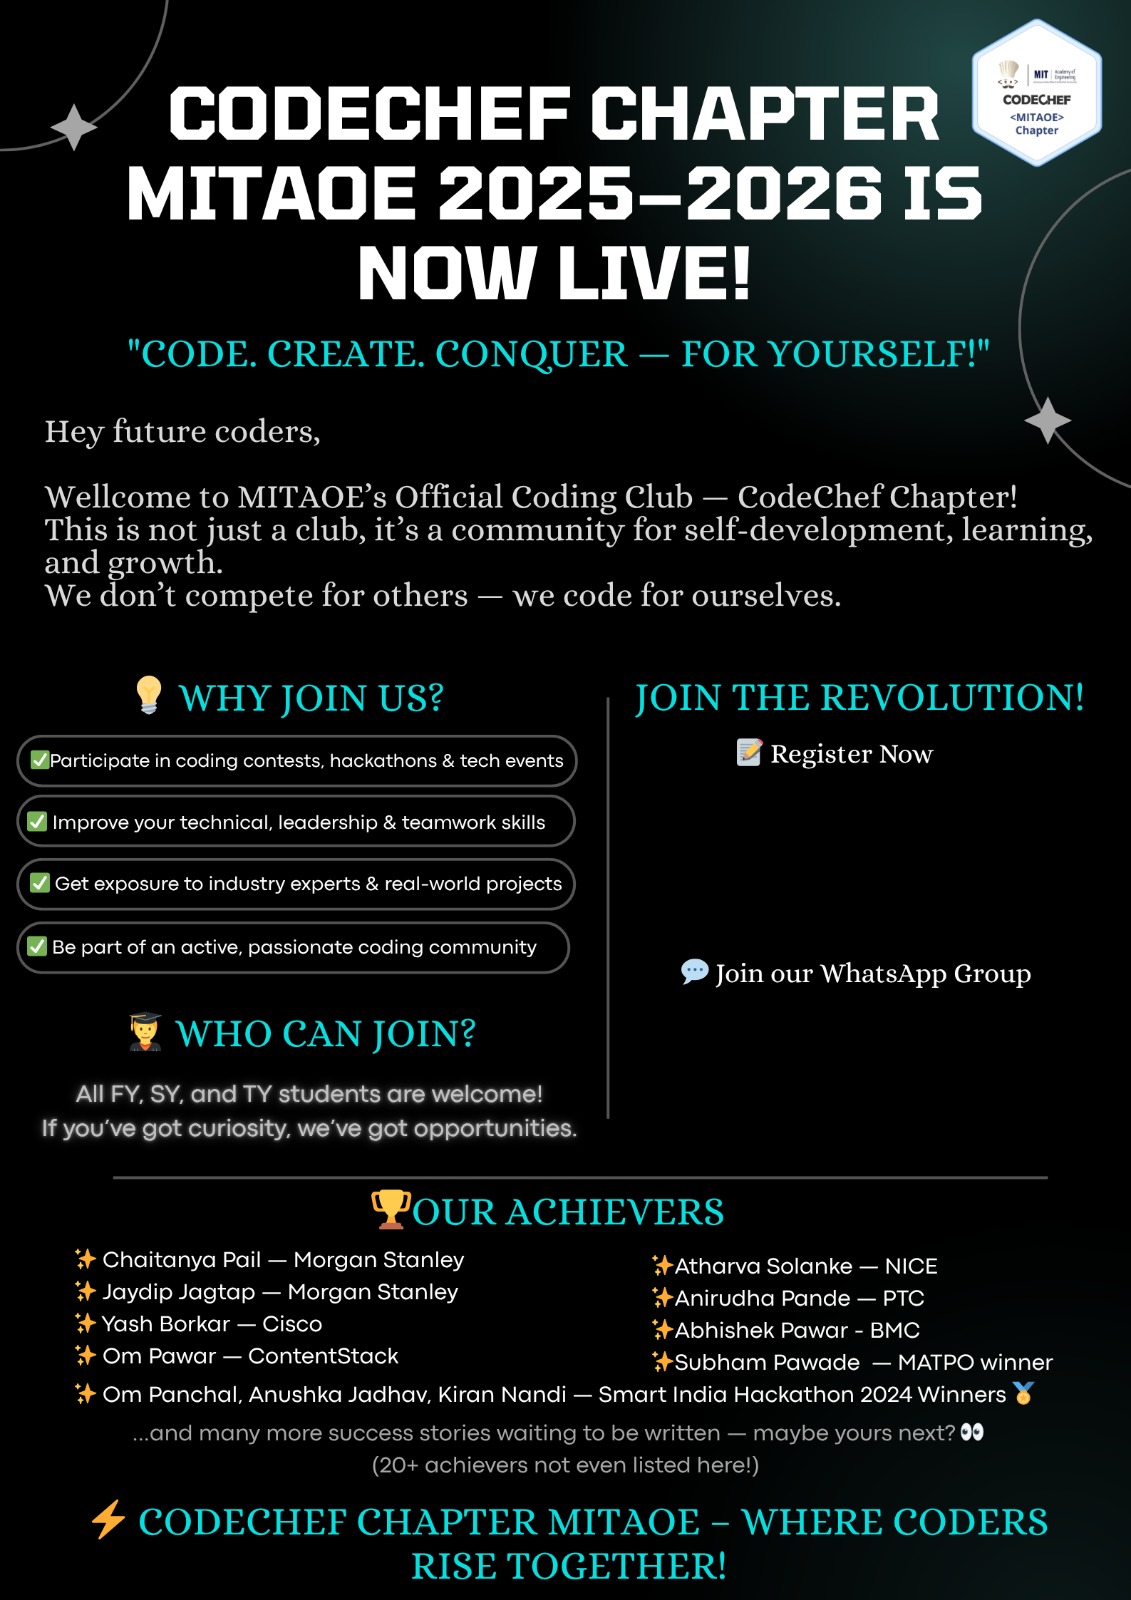 MIT
Academy of
Engineering
CODECHEF
<MITAOE>
Chapter
CODECHEF CHAPTER
MITAOE 2025–2026 IS
NOW LIVE!
"CODE. CREATE. CONQUER — FOR YOURSELF!"
Hey future coders,
Wellcome to MITAOE’s Official Coding Club — CodeChef Chapter!
This is not just a club, it’s a community for self-development, learning,
and growth.
We don’t compete for others — we code for ourselves.
💡 WHY JOIN US?
✅Participate in coding contests, hackathons & tech events
✅ Improve your technical, leadership & teamwork skills
✅ Get exposure to industry experts & real-world projects
✅ Be part of an active, passionate coding community
👨‍🎓 WHO CAN JOIN?
All FY, SY, and TY students are welcome!
If you’ve got curiosity, we’ve got opportunities.
JOIN THE REVOLUTION!
📝 Register Now
💬 Join our WhatsApp Group
🏆OUR ACHIEVERS
✨ Chaitanya Pail — Morgan Stanley
✨ Jaydip Jagtap — Morgan Stanley
✨ Yash Borkar — Cisco
✨ Om Pawar — ContentStack
✨Atharva Solanke — NICE
✨Anirudha Pande — PTC
✨Abhishek Pawar - BMC
✨Subham Pawade — MATPO winner
✨ Om Panchal, Anushka Jadhav, Kiran Nandi — Smart India Hackathon 2024 Winners 🏅
...and many more success stories waiting to be written — maybe yours next? 👀
(20+ achievers not even listed here!)
⚡ CODECHEF CHAPTER MITAOE – WHERE CODERS
RISE TOGETHER!